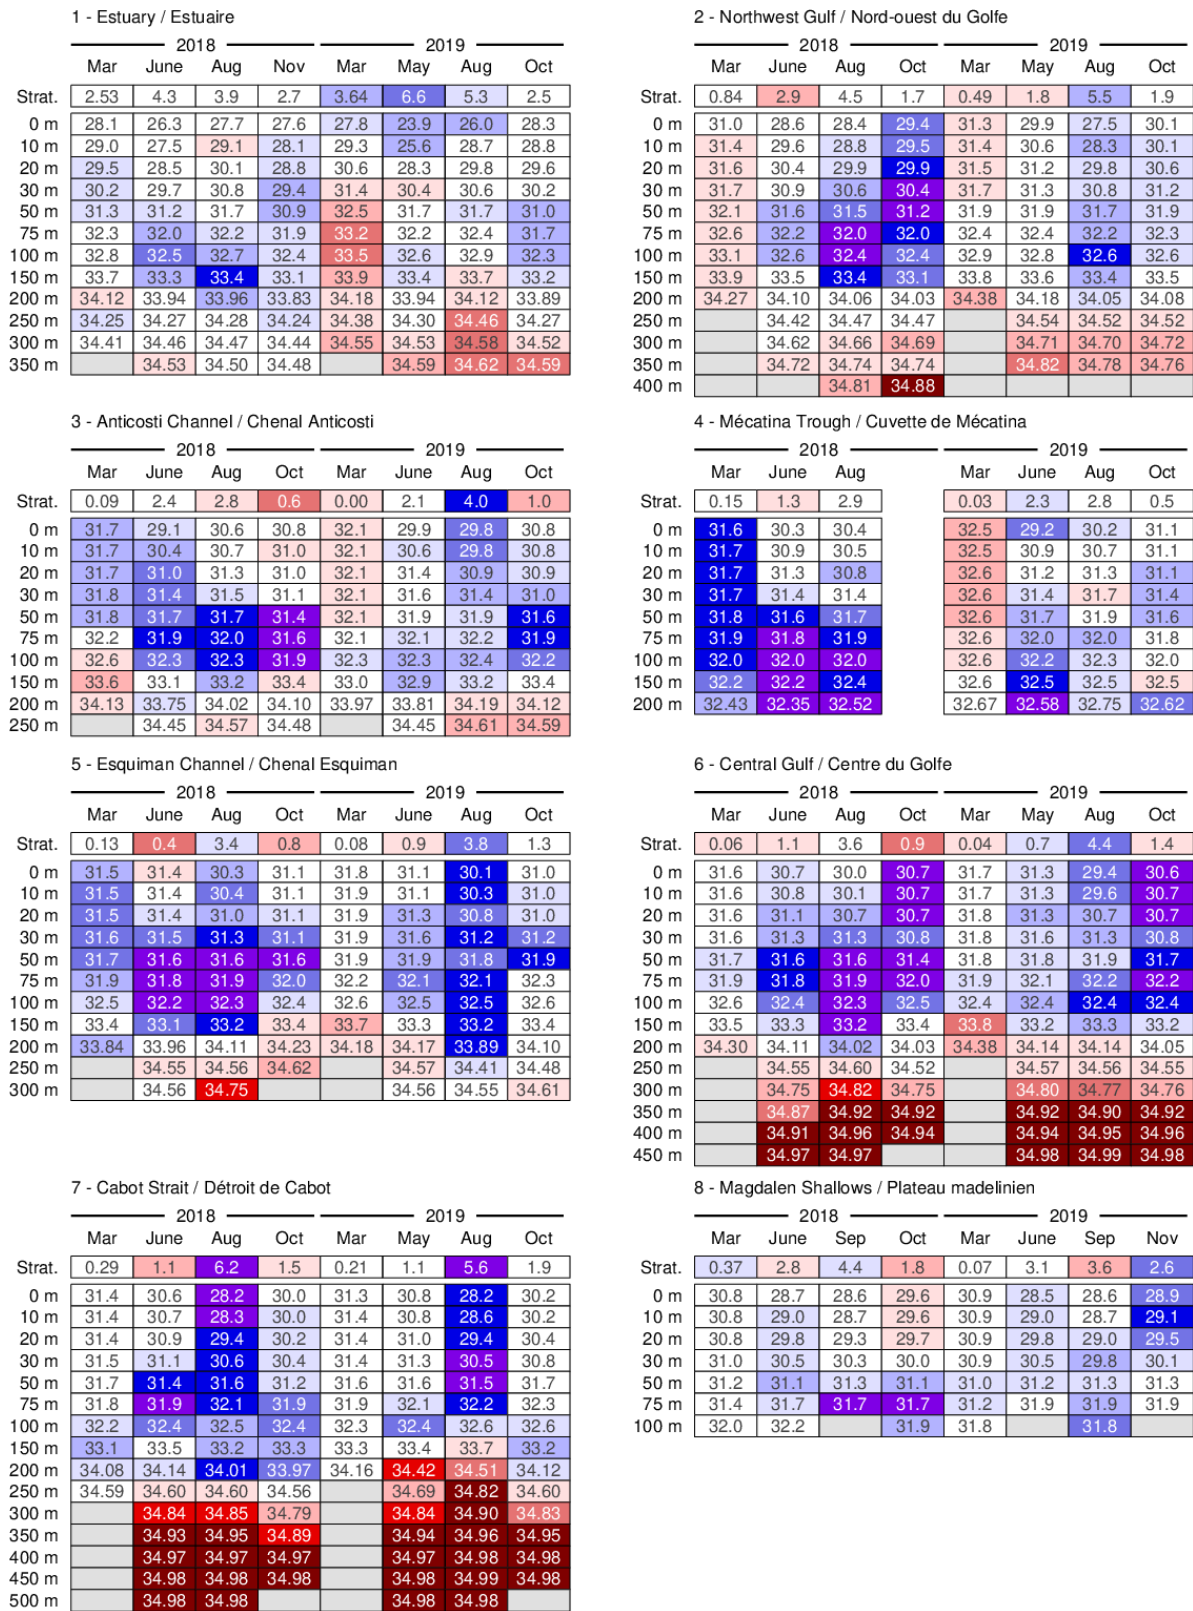 1 - Estuary / Estuaire
2018 2019
Mar June Aug Nov Mar May Aug Oct
Strat. 2.53 4.3 3.9 2.7 3.64 6.6 5.3 2.5
0 m 28.1 26.3 27.7 27.6 27.8 23.9 26.0 28.3
10 m 29.0 27.5 29.1 28.1 29.3 25.6 28.7 28.8
20 m 29.5 28.5 30.1 28.8 30.6 28.3 29.8 29.6
30 m 30.2 29.7 30.8 29.4 31.4 30.4 30.6 30.2
50 m 31.3 31.2 31.7 30.9 32.5 31.7 31.7 31.0
75 m 32.3 32.0 32.2 31.9 33.2 32.2 32.4 31.7
100 m 32.8 32.5 32.7 32.4 33.5 32.6 32.9 32.3
150 m 33.7 33.3 33.4 33.1 33.9 33.4 33.7 33.2
200 m 34.12 33.94 33.96 33.83 34.18 33.94 34.12 33.89
250 m 34.25 34.27 34.28 34.24 34.38 34.30 34.46 34.27
300 m 34.41 34.46 34.47 34.44 34.55 34.53 34.58 34.52
350 m 34.53 34.50 34.48 34.59 34.62 34.59
2 - Northwest Gulf / Nord-ouest du Golfe
2018 2019
Mar June Aug Oct Mar May Aug Oct
Strat. 0.84 2.9 4.5 1.7 0.49 1.8 5.5 1.9
0 m 31.0 28.6 28.4 29.4 31.3 29.9 27.5 30.1
10 m 31.4 29.6 28.8 29.5 31.4 30.6 28.3 30.1
20 m 31.6 30.4 29.9 29.9 31.5 31.2 29.8 30.6
30 m 31.7 30.9 30.6 30.4 31.7 31.3 30.8 31.2
50 m 32.1 31.6 31.5 31.2 31.9 31.9 31.7 31.9
75 m 32.6 32.2 32.0 32.0 32.4 32.4 32.2 32.3
100 m 33.1 32.6 32.4 32.4 32.9 32.8 32.6 32.6
150 m 33.9 33.5 33.4 33.1 33.8 33.6 33.4 33.5
200 m 34.27 34.10 34.06 34.03 34.38 34.18 34.05 34.08
250 m 34.42 34.47 34.47 34.54 34.52 34.52
300 m 34.62 34.66 34.69 34.71 34.70 34.72
350 m 34.72 34.74 34.74 34.82 34.78 34.76
400 m 34.81 34.88
3 - Anticosti Channel / Chenal Anticosti
2018 2019
Mar June Aug Oct Mar June Aug Oct
Strat. 0.09 2.4 2.8 0.6 0.00 2.1 4.0 1.0
0 m 31.7 29.1 30.6 30.8 32.1 29.9 29.8 30.8
10 m 31.7 30.4 30.7 31.0 32.1 30.6 29.8 30.8
20 m 31.7 31.0 31.3 31.0 32.1 31.4 30.9 30.9
30 m 31.8 31.4 31.5 31.1 32.1 31.6 31.4 31.0
50 m 31.8 31.7 31.7 31.4 32.1 31.9 31.9 31.6
75 m 32.2 31.9 32.0 31.6 32.1 32.1 32.2 31.9
100 m 32.6 32.3 32.3 31.9 32.3 32.3 32.4 32.2
150 m 33.6 33.1 33.2 33.4 33.0 32.9 33.2 33.4
200 m 34.13 33.75 34.02 34.10 33.97 33.81 34.19 34.12
250 m 34.45 34.57 34.48 34.45 34.61 34.59
4 - Mécatina Trough / Cuvette de Mécatina
2018 2019
Mar June Aug Mar June Aug Oct
Strat. 0.15 1.3 2.9 0.03 2.3 2.8 0.5
0 m 31.6 30.3 30.4 32.5 29.2 30.2 31.1
10 m 31.7 30.9 30.5 32.5 30.9 30.7 31.1
20 m 31.7 31.3 30.8 32.6 31.2 31.3 31.1
30 m 31.7 31.4 31.4 32.6 31.4 31.7 31.4
50 m 31.8 31.6 31.7 32.6 31.7 31.9 31.6
75 m 31.9 31.8 31.9 32.6 32.0 32.0 31.8
100 m 32.0 32.0 32.0 32.6 32.2 32.3 32.0
150 m 32.2 32.2 32.4 32.6 32.5 32.5 32.5
200 m 32.43 32.35 32.52 32.67 32.58 32.75 32.62
5 - Esquiman Channel / Chenal Esquiman
2018 2019
Mar June Aug Oct Mar June Aug Oct
Strat. 0.13 0.4 3.4 0.8 0.08 0.9 3.8 1.3
0 m 31.5 31.4 30.3 31.1 31.8 31.1 30.1 31.0
10 m 31.5 31.4 30.4 31.1 31.9 31.1 30.3 31.0
20 m 31.5 31.4 31.0 31.1 31.9 31.3 30.8 31.0
30 m 31.6 31.5 31.3 31.1 31.9 31.6 31.2 31.2
50 m 31.7 31.6 31.6 31.6 31.9 31.9 31.8 31.9
75 m 31.9 31.8 31.9 32.0 32.2 32.1 32.1 32.3
100 m 32.5 32.2 32.3 32.4 32.6 32.5 32.5 32.6
150 m 33.4 33.1 33.2 33.4 33.7 33.3 33.2 33.4
200 m 33.84 33.96 34.11 34.23 34.18 34.17 33.89 34.10
250 m 34.55 34.56 34.62 34.57 34.41 34.48
300 m 34.56 34.75 34.56 34.55 34.61
6 - Central Gulf / Centre du Golfe
2018 2019
Mar June Aug Oct Mar May Aug Oct
Strat. 0.06 1.1 3.6 0.9 0.04 0.7 4.4 1.4
0 m 31.6 30.7 30.0 30.7 31.7 31.3 29.4 30.6
10 m 31.6 30.8 30.1 30.7 31.7 31.3 29.6 30.7
20 m 31.6 31.1 30.7 30.7 31.8 31.3 30.7 30.7
30 m 31.6 31.3 31.3 30.8 31.8 31.6 31.3 30.8
50 m 31.7 31.6 31.6 31.4 31.8 31.8 31.9 31.7
75 m 31.9 31.8 31.9 32.0 31.9 32.1 32.2 32.2
100 m 32.6 32.4 32.3 32.5 32.4 32.4 32.4 32.4
150 m 33.5 33.3 33.2 33.4 33.8 33.2 33.3 33.2
200 m 34.30 34.11 34.02 34.03 34.38 34.14 34.14 34.05
250 m 34.55 34.60 34.52 34.57 34.56 34.55
300 m 34.75 34.82 34.75 34.80 34.77 34.76
350 m 34.87 34.92 34.92 34.92 34.90 34.92
400 m 34.91 34.96 34.94 34.94 34.95 34.96
450 m 34.97 34.97 34.98 34.99 34.98
7 - Cabot Strait / Détroit de Cabot
2018 2019
Mar June Aug Oct Mar May Aug Oct
Strat. 0.29 1.1 6.2 1.5 0.21 1.1 5.6 1.9
0 m 31.4 30.6 28.2 30.0 31.3 30.8 28.2 30.2
10 m 31.4 30.7 28.3 30.0 31.4 30.8 28.6 30.2
20 m 31.4 30.9 29.4 30.2 31.4 31.0 29.4 30.4
30 m 31.5 31.1 30.6 30.4 31.4 31.3 30.5 30.8
50 m 31.7 31.4 31.6 31.2 31.6 31.6 31.5 31.7
75 m 31.8 31.9 32.1 31.9 31.9 32.1 32.2 32.3
100 m 32.2 32.4 32.5 32.4 32.3 32.4 32.6 32.6
150 m 33.1 33.5 33.2 33.3 33.3 33.4 33.7 33.2
200 m 34.08 34.14 34.01 33.97 34.16 34.42 34.51 34.12
250 m 34.59 34.60 34.60 34.56 34.69 34.82 34.60
300 m 34.84 34.85 34.79 34.84 34.90 34.83
350 m 34.93 34.95 34.89 34.94 34.96 34.95
400 m 34.97 34.97 34.97 34.97 34.98 34.98
450 m 34.98 34.98 34.98 34.98 34.99 34.98
500 m 34.98 34.98 34.98 34.98
8 - Magdalen Shallows / Plateau madelinien
2018 2019
Mar June Sep Oct Mar June Sep Nov
Strat. 0.37 2.8 4.4 1.8 0.07 3.1 3.6 2.6
0 m 30.8 28.7 28.6 29.6 30.9 28.5 28.6 28.9
10 m 30.8 29.0 28.7 29.6 30.9 29.0 28.7 29.1
20 m 30.8 29.8 29.3 29.7 30.9 29.8 29.0 29.5
30 m 31.0 30.5 30.3 30.0 30.9 30.5 29.8 30.1
50 m 31.2 31.1 31.3 31.1 31.0 31.2 31.3 31.3
75 m 31.4 31.7 31.7 31.7 31.2 31.9 31.9 31.9
100 m 32.0 32.2 31.9 31.8 31.8